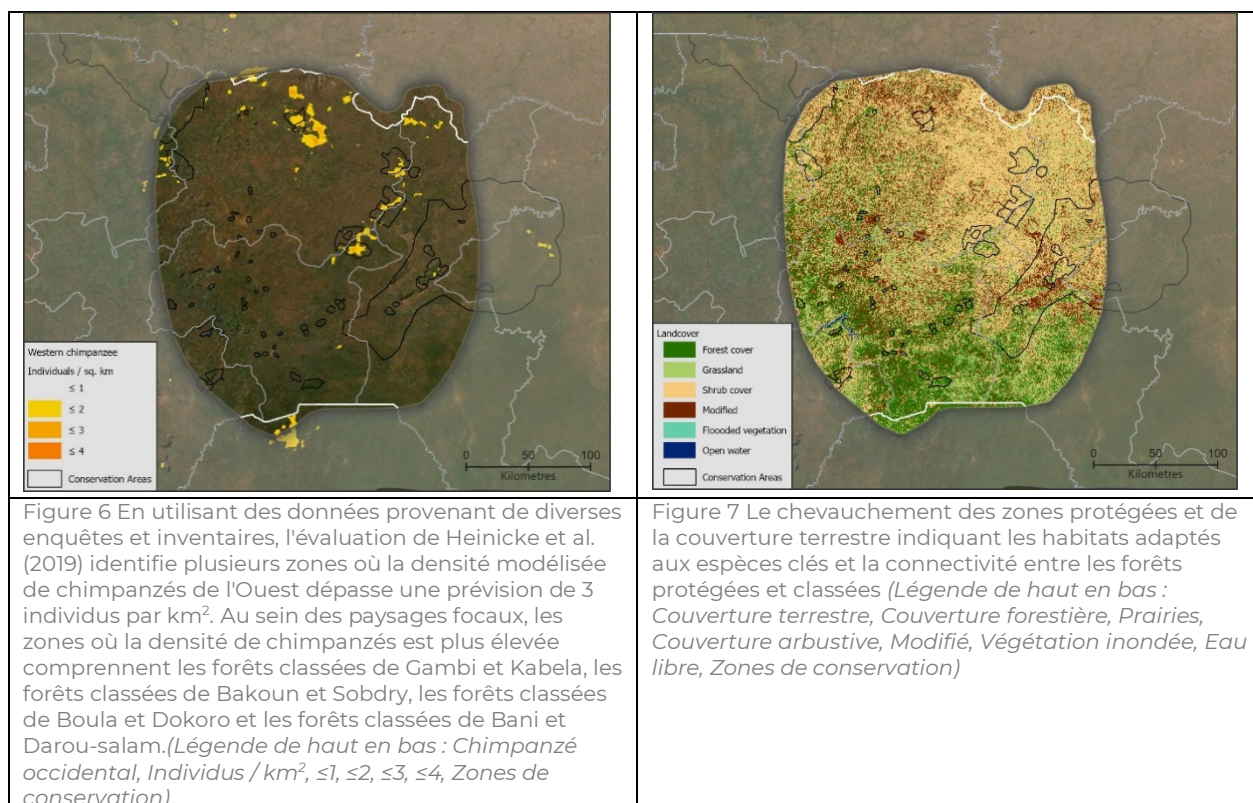 Western chimpanzee
Individuals / sq. km
≤ 1
≤ 2
≤ 3
≤ 4
Conservation Areas
0 50 100
Kilometres
Landcover
Forest cover
Grassland
Shrub cover
Modified
Floooded vegetation
Open water
Conservation Areas
0 50 100
Kilometres
Figure 6 En utilisant des données provenant de diverses
enquêtes et inventaires, l'évaluation de Heinicke et al.
(2019) identifie plusieurs zones où la densité modélisée
de chimpanzés de l'Ouest dépasse une prévision de 3
individus par km². Au sein des paysages focaux, les
zones où la densité de chimpanzés est plus élevée
comprennent les forêts classées de Gambi et Kabela, les
forêts classées de Bakoun et Sobdry, les forêts classées
de Boula et Dokoro et les forêts classées de Bani et
Darou-salam.(Légende de haut en bas : Chimpanzé
occidental, Individus / km², ≤1, ≤2, ≤3, ≤4, Zones de
conservation)
Figure 7 Le chevauchement des zones protégées et de
la couverture terrestre indiquant les habitats adaptés
aux espèces clés et la connectivité entre les forêts
protégées et classées (Légende de haut en bas :
Couverture terrestre, Couverture forestière, Prairies,
Couverture arbustive, Modifié, Végétation inondée, Eau
libre, Zones de conservation)